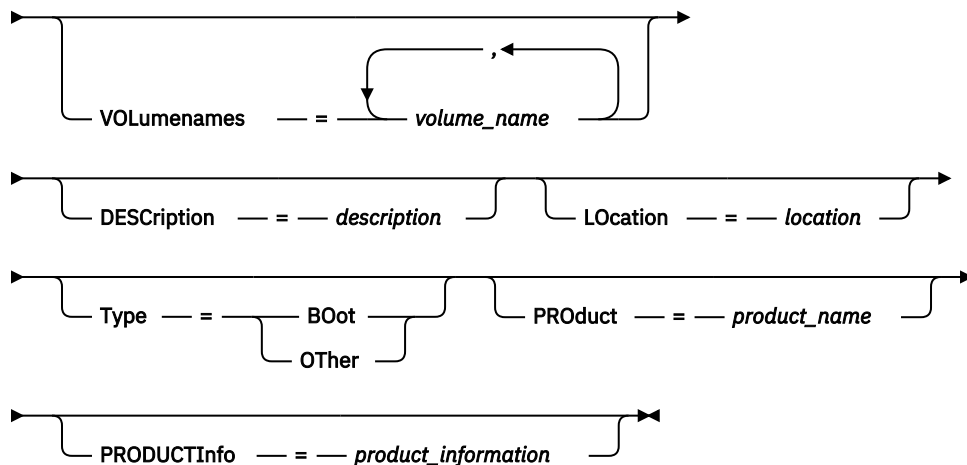 ,
VOLumenames = volume_name
DESCription = description LOcation = location
Type = BOot PROduct = product_name
OTher
PRODUCTInfo = product_information